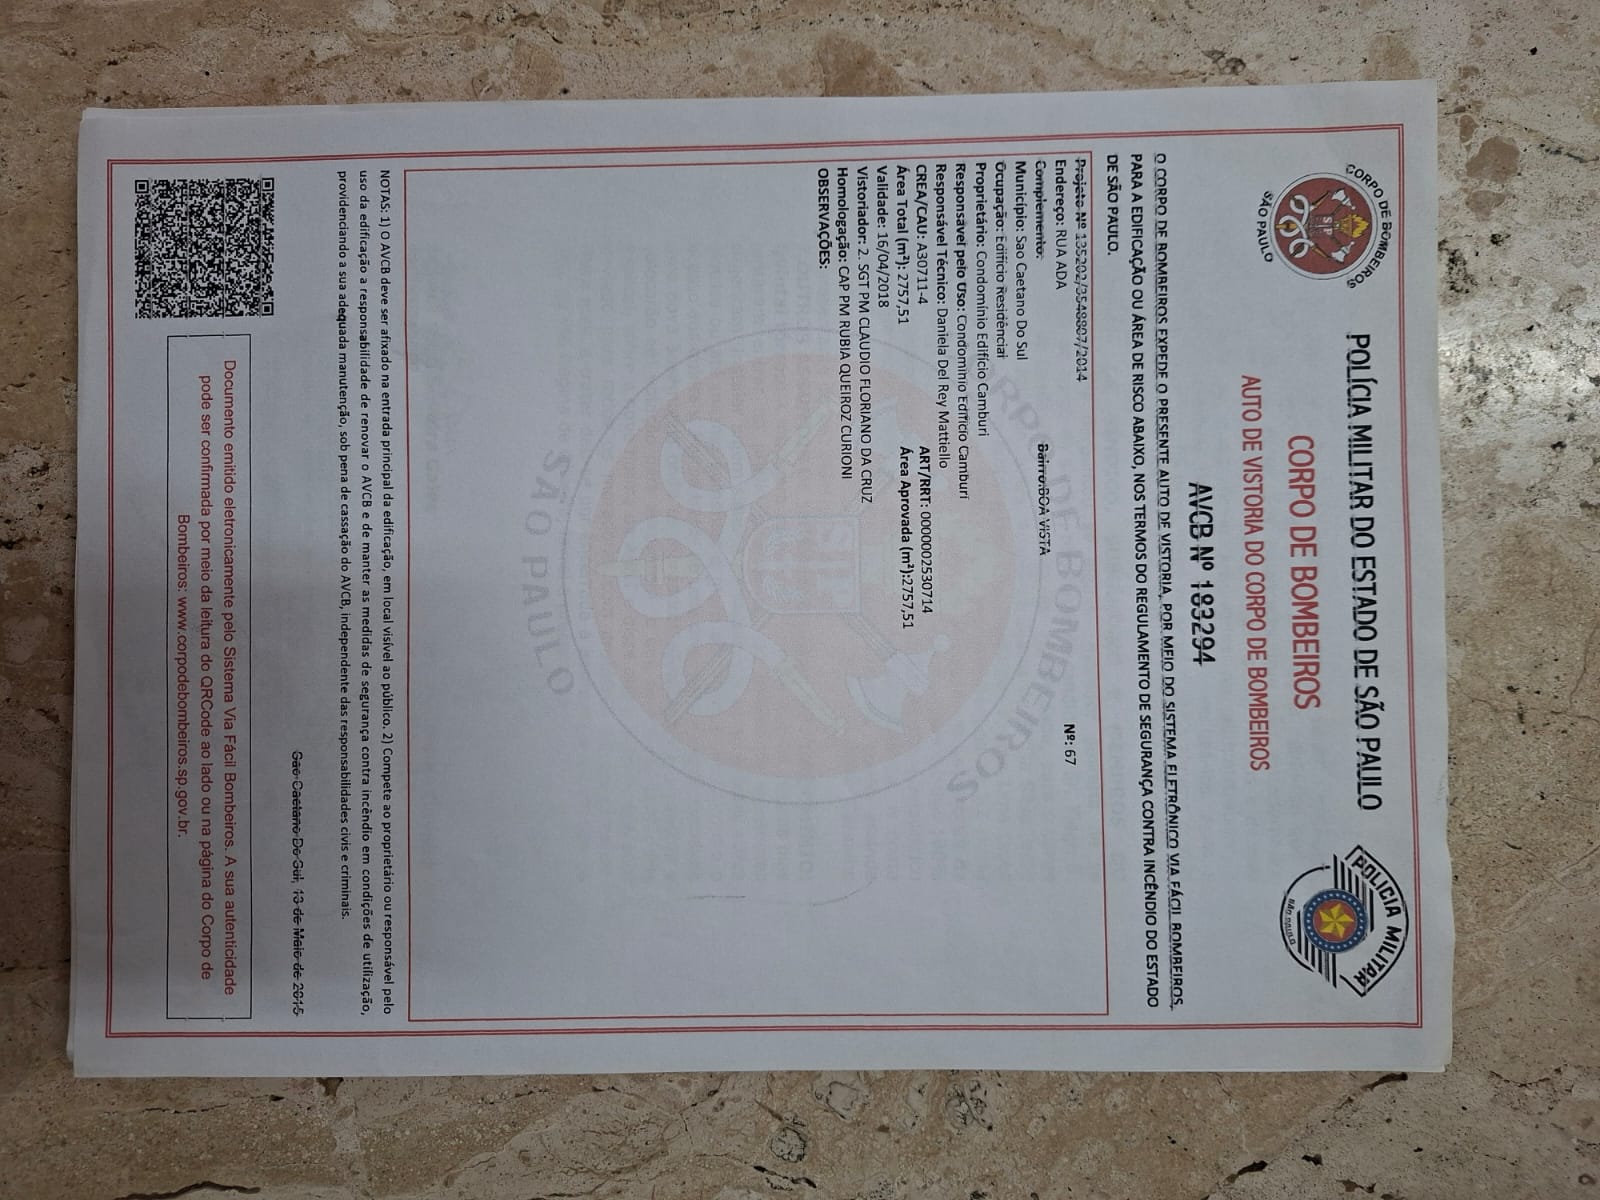 CORPO DE BOMBEIROS
SÃO PAULO
POLÍCIA MILITAR DO ESTADO DE SÃO PAULO
POLICIA MILITAR
SÃO PAULO
CORPO DE BOMBEIROS
AUTO DE VISTORIA DO CORPO DE BOMBEIROS
AVCB Nº 183294
O CORPO DE BOMBEIROS EXPEDE O PRESENTE AUTO DE VISTORIA, POR MEIO DO SISTEMA ELETRÔNICO VIA FÁCIL BOMBEIROS,
PARA A EDIFICAÇÃO OU ÁREA DE RISCO ABAIXO, NOS TERMOS DO REGULAMENTO DE SEGURANÇA CONTRA INCÊNDIO DO ESTADO
DE SÃO PAULO.
Projeto Nº 135202/3548807/2014
Endereço: RUA ADA Nº: 67
Complemento: Bairro:BOA VISTA
Município: Sao Caetano Do Sul
Ocupação: Edifício Residêncial
Proprietário: Condomínio Edifício Camburi
Responsável pelo Uso: Condomínio Edifício Camburi
Responsável Técnico: Daniela Del Rey Mattiello
CREA/CAU: A30711-4 ART/RRT: 0000002530714
Área Total (m²): 2757,51 Área Aprovada (m²):2757,51
Validade: 16/04/2018
Vistoriador: 2. SGT PM CLAUDIO FLORIANO DA CRUZ
Homologação: CAP PM RUBIA QUEIROZ CURIONI
OBSERVAÇÕES:
CORPO DE BOMBEIROS
SP
SÃO PAULO
NOTAS: 1) O AVCB deve ser afixado na entrada principal da edificação, em local visível ao público. 2) Compete ao proprietário ou responsável pelo
uso da edificação a responsabilidade de renovar o AVCB e de manter as medidas de segurança contra incêndio em condições de utilização,
providenciando a sua adequada manutenção, sob pena de cassação do AVCB, independente das responsabilidades civis e criminais.
Sao Caetano Do Sul, 13 de Maio de 2015
Documento emitido eletronicamente pelo Sistema Via Fácil Bombeiros. A sua autenticidade
pode ser confirmada por meio da leitura do QRCode ao lado ou na página do Corpo de
Bombeiros: www.corpodebombeiros.sp.gov.br.